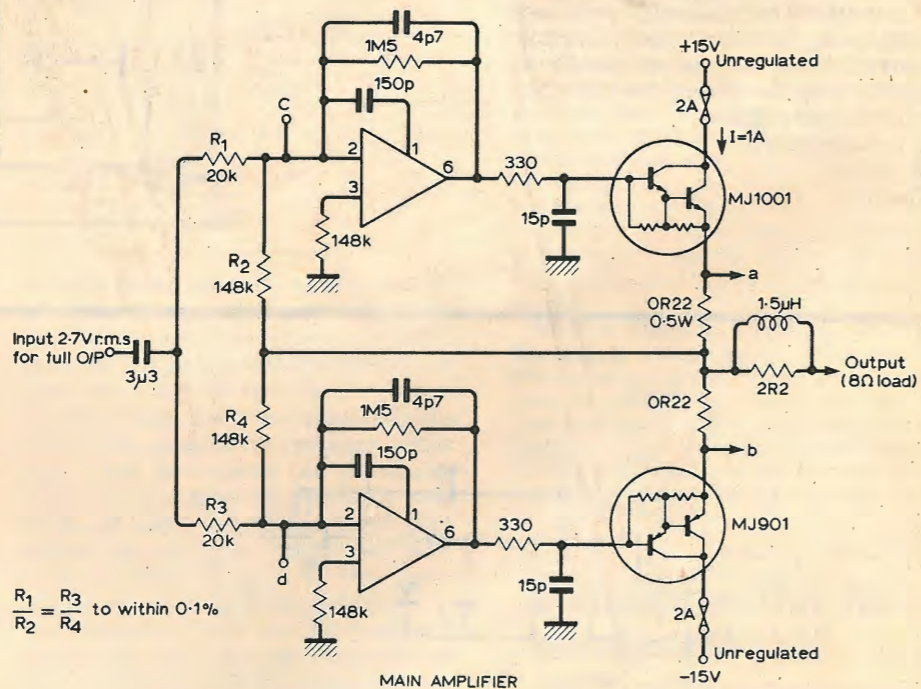 4p7
1M5
150p
+15V
Unregulated
2A
I=1A
C
R1
20k
2
1
6
3
330
MJ1001
15p
148k
R2
148k
a
OR22
0·5W
1·5μH
Input 2·7V r.m.s
for full O/P
3μ3
Output
(8Ω load)
2R2
R4
148k
4p7
1M5
150p
OR22
b
R3
20k
2
1
6
3
330
MJ901
d
15p
148k
R1/R2 = R3/R4 to within 0·1%
2A
Unregulated
-15V
MAIN AMPLIFIER